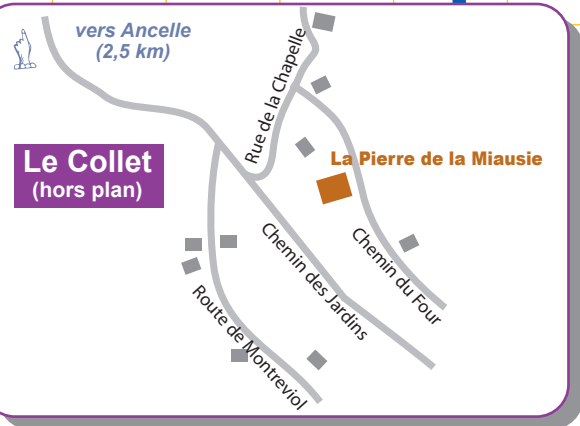 vers Ancelle
(2,5 km)
Rue de la Chapelle
Le Collet
(hors plan)
La Pierre de la Miausie
Chemin des Jardins
Chemin du Four
Route de Montreviol